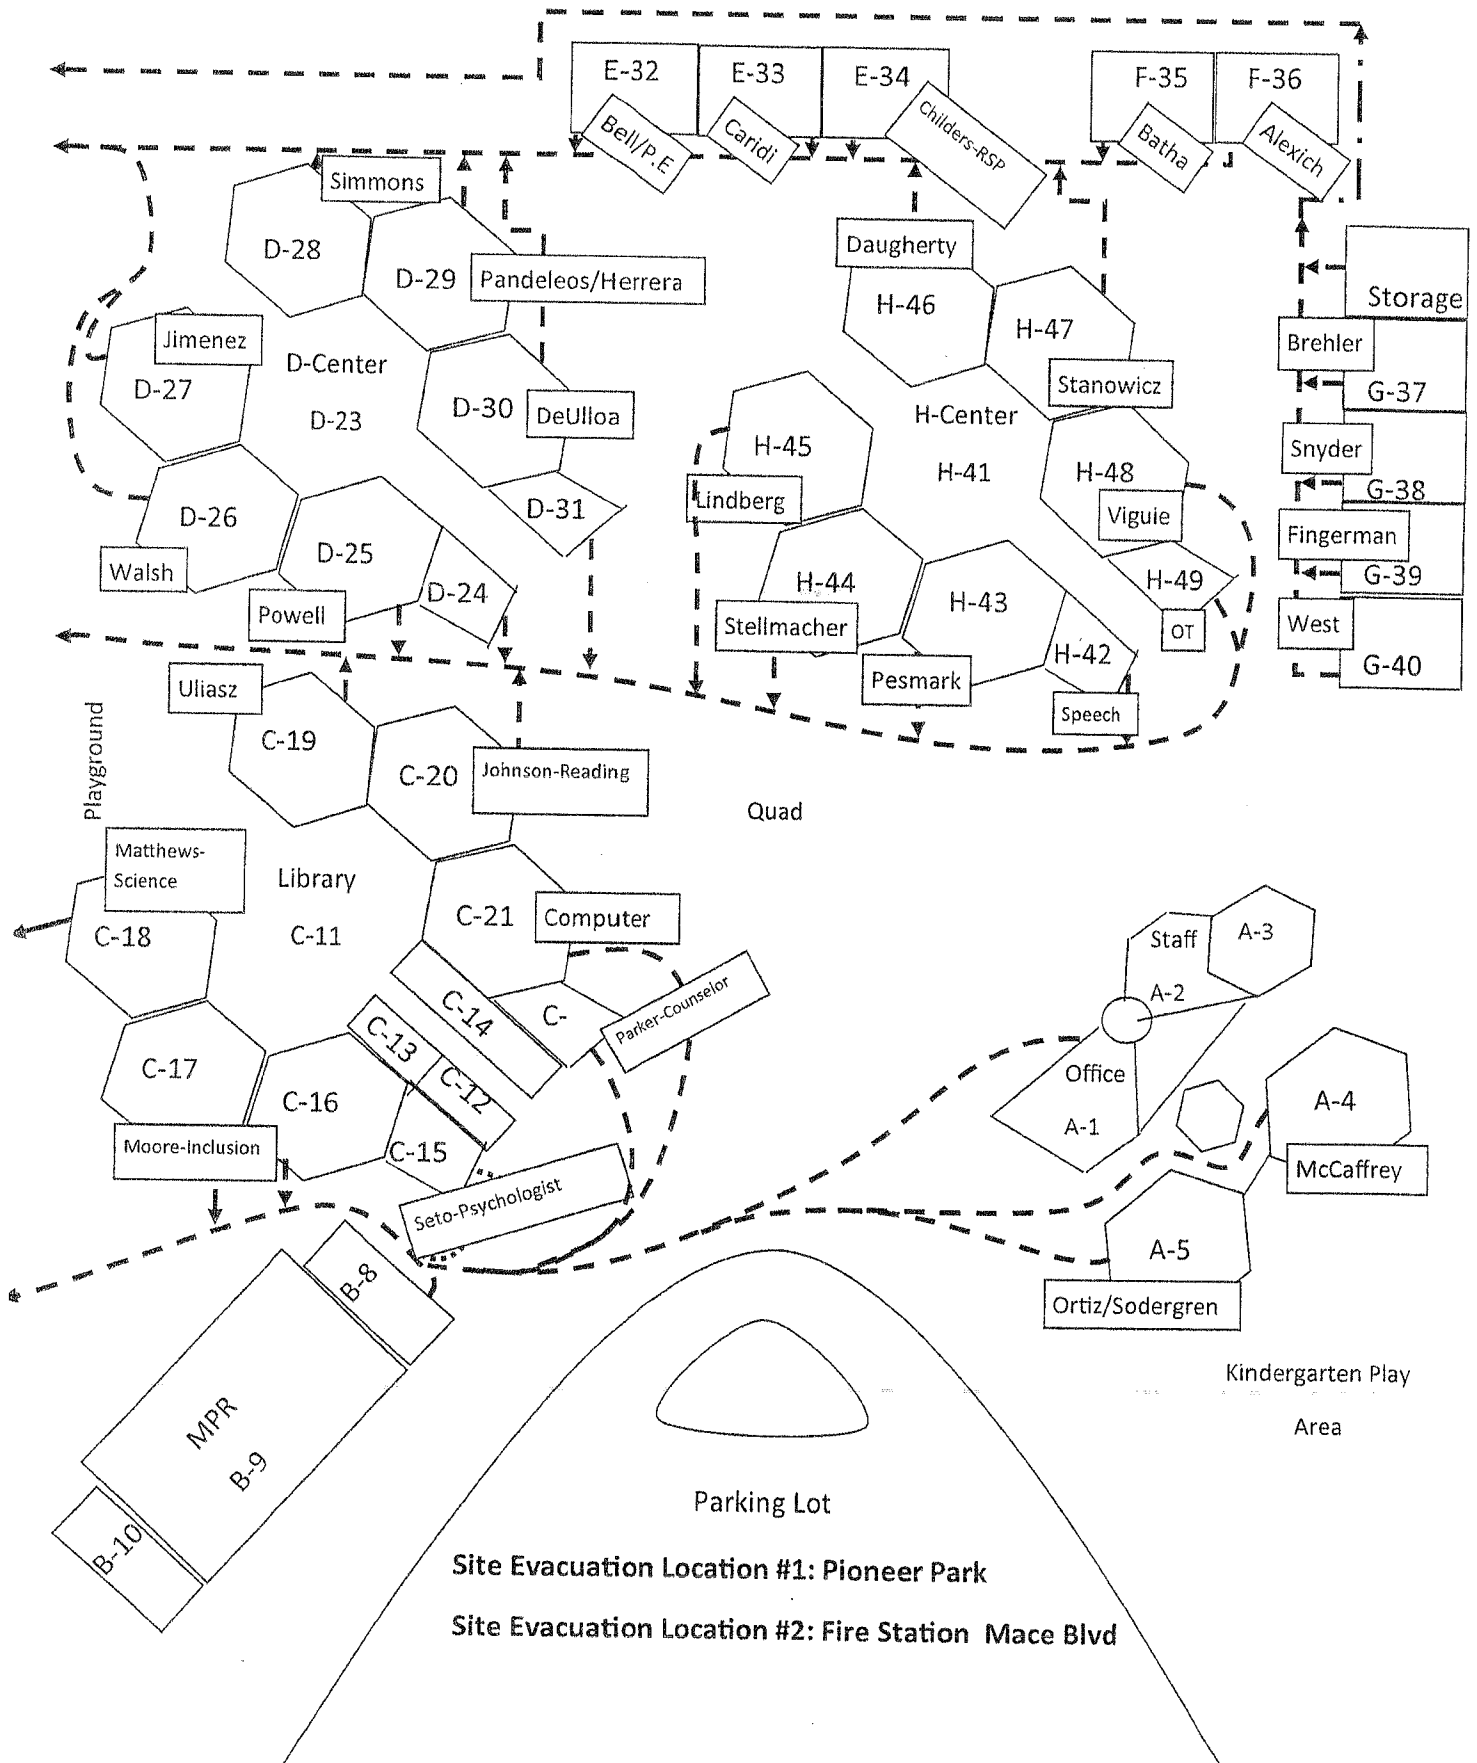 E-32
E-33
E-34
F-35
F-36
Bell/P.E
Caridi
Childers-RSP
Batha
Alexich
Simmons
D-28
D-29
Pandeleos/Herrera
Daugherty
H-46
H-47
Stanowicz
Storage
Brehler
G-37
Snyder
G-38
Fingerman
G-39
West
G-40
Jimenez
D-27
D-Center
D-23
D-30
DeUlloa
D-31
D-26
Walsh
D-25
Powell
D-24
H-Center
H-41
H-45
Lindberg
H-48
Viguie
H-49
OT
H-44
Stellmacher
H-43
Pesmark
H-42
Speech
Uliasz
C-19
C-20
Johnson-Reading
Playground
Quad
Matthews-
Science
C-18
Library
C-11
C-21
Computer
C-14
C-
Parker-Counselor
C-13
C-12
C-17
C-16
C-15
Moore-Inclusion
Seto-Psychologist
Staff
A-2
A-3
Office
A-1
A-4
McCaffrey
A-5
Ortiz/Sodergren
Kindergarten Play
Area
B-8
MPR
B-9
B-10
Parking Lot
Site Evacuation Location #1: Pioneer Park
Site Evacuation Location #2: Fire Station Mace Blvd